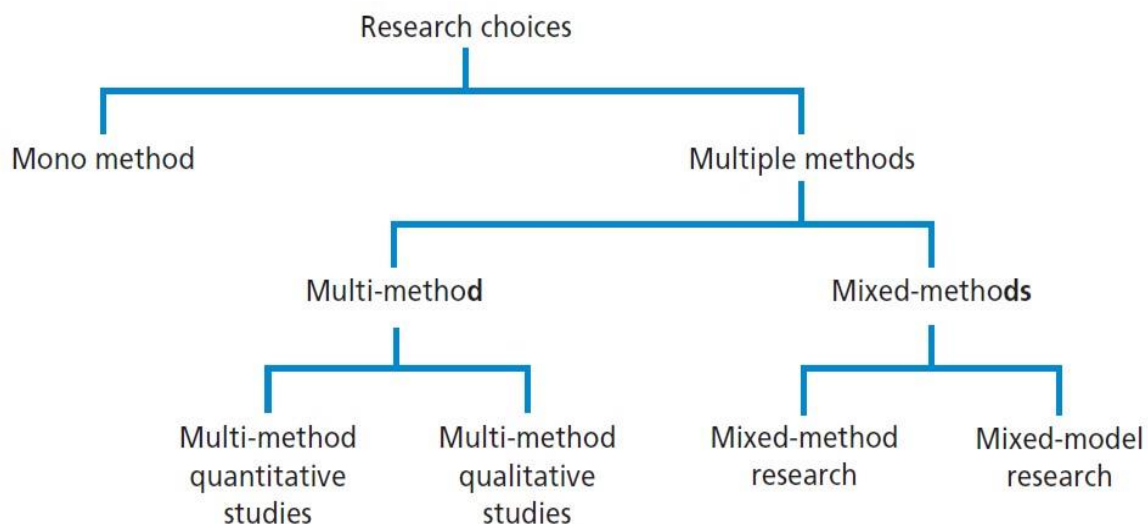 Research choices
Mono method
Multiple methods
Multi-method
Mixed-methods
Multi-method
quantitative
studies
Multi-method
qualitative
studies
Mixed-method
research
Mixed-model
research